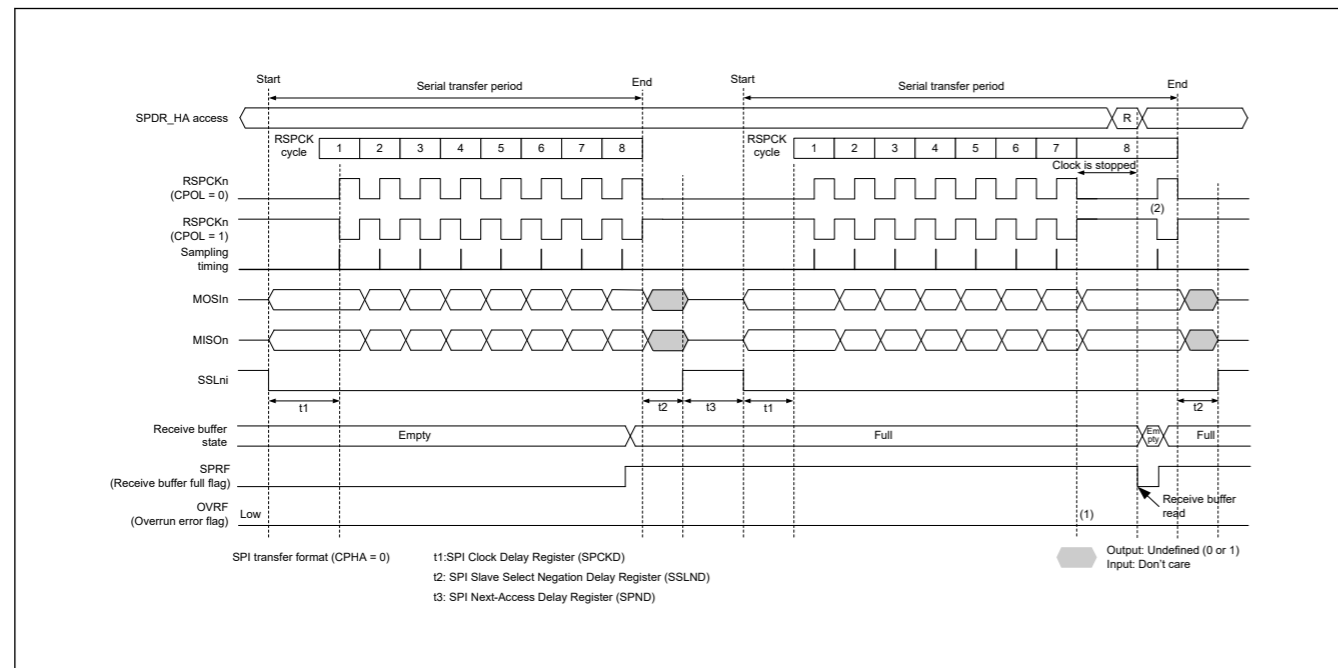 Start
Serial transfer period
End
Start
Serial transfer period
End
SPDR_HA access
R
RSPCK
cycle
1 2 3 4 5 6 7 8
RSPCK
cycle
1 2 3 4 5 6 7 8
Clock is stopped
RSPCKn
(CPOL = 0)
(2)
RSPCKn
(CPOL = 1)
Sampling
timing
MOSIn
MISOn
SSLni
t1
t2
t3
t1
t2
Receive buffer
state
Empty
Full
Em
pty
Full
SPRF
(Receive buffer full flag)
Receive buffer
read
OVRF
(Overrun error flag)
Low
(1)
SPI transfer format (CPHA = 0)
t1:SPI Clock Delay Register (SPCKD)
t2: SPI Slave Select Negation Delay Register (SSLND)
t3: SPI Next-Access Delay Register (SPND)
Output: Undefined (0 or 1)
Input: Don't care